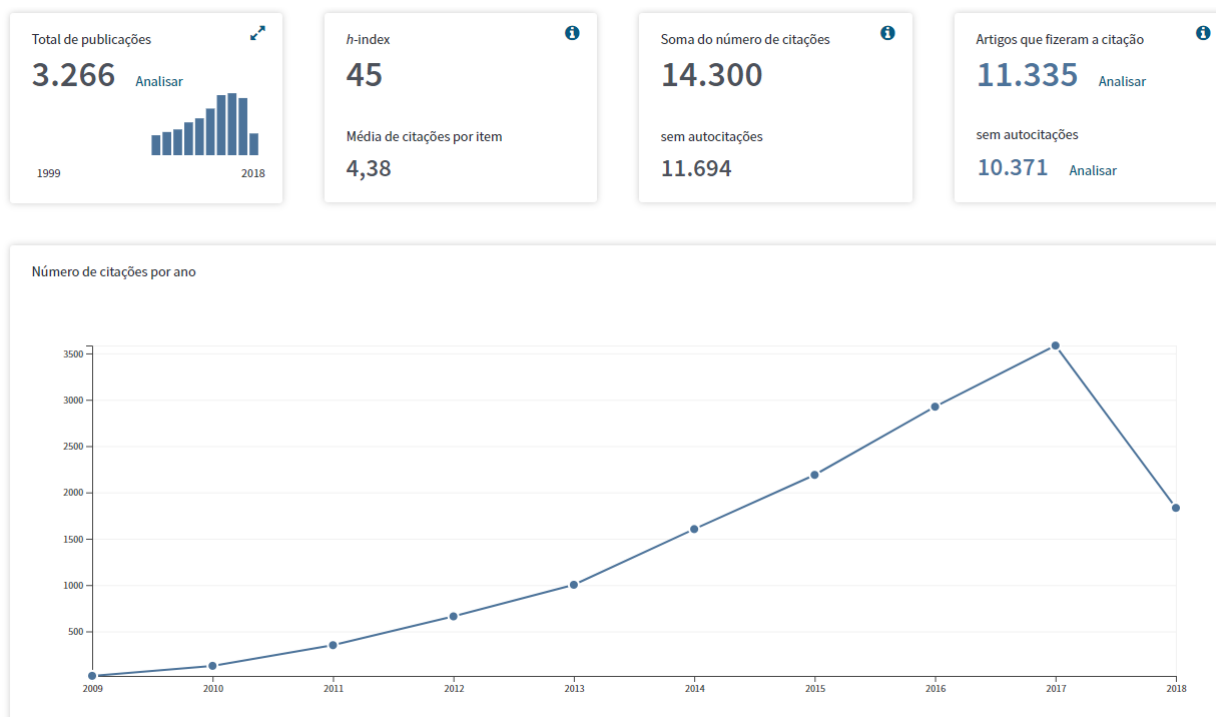 Total de publicações
3.266 Analisar
1999 2018
h-index
45
Média de citações por item
4,38
Soma do número de citações
14.300
sem autocitações
11.694
Artigos que fizeram a citação
11.335 Analisar
sem autocitações
10.371 Analisar
Número de citações por ano
3500
3000
2500
2000
1500
1000
500
2009 2010 2011 2012 2013 2014 2015 2016 2017 2018